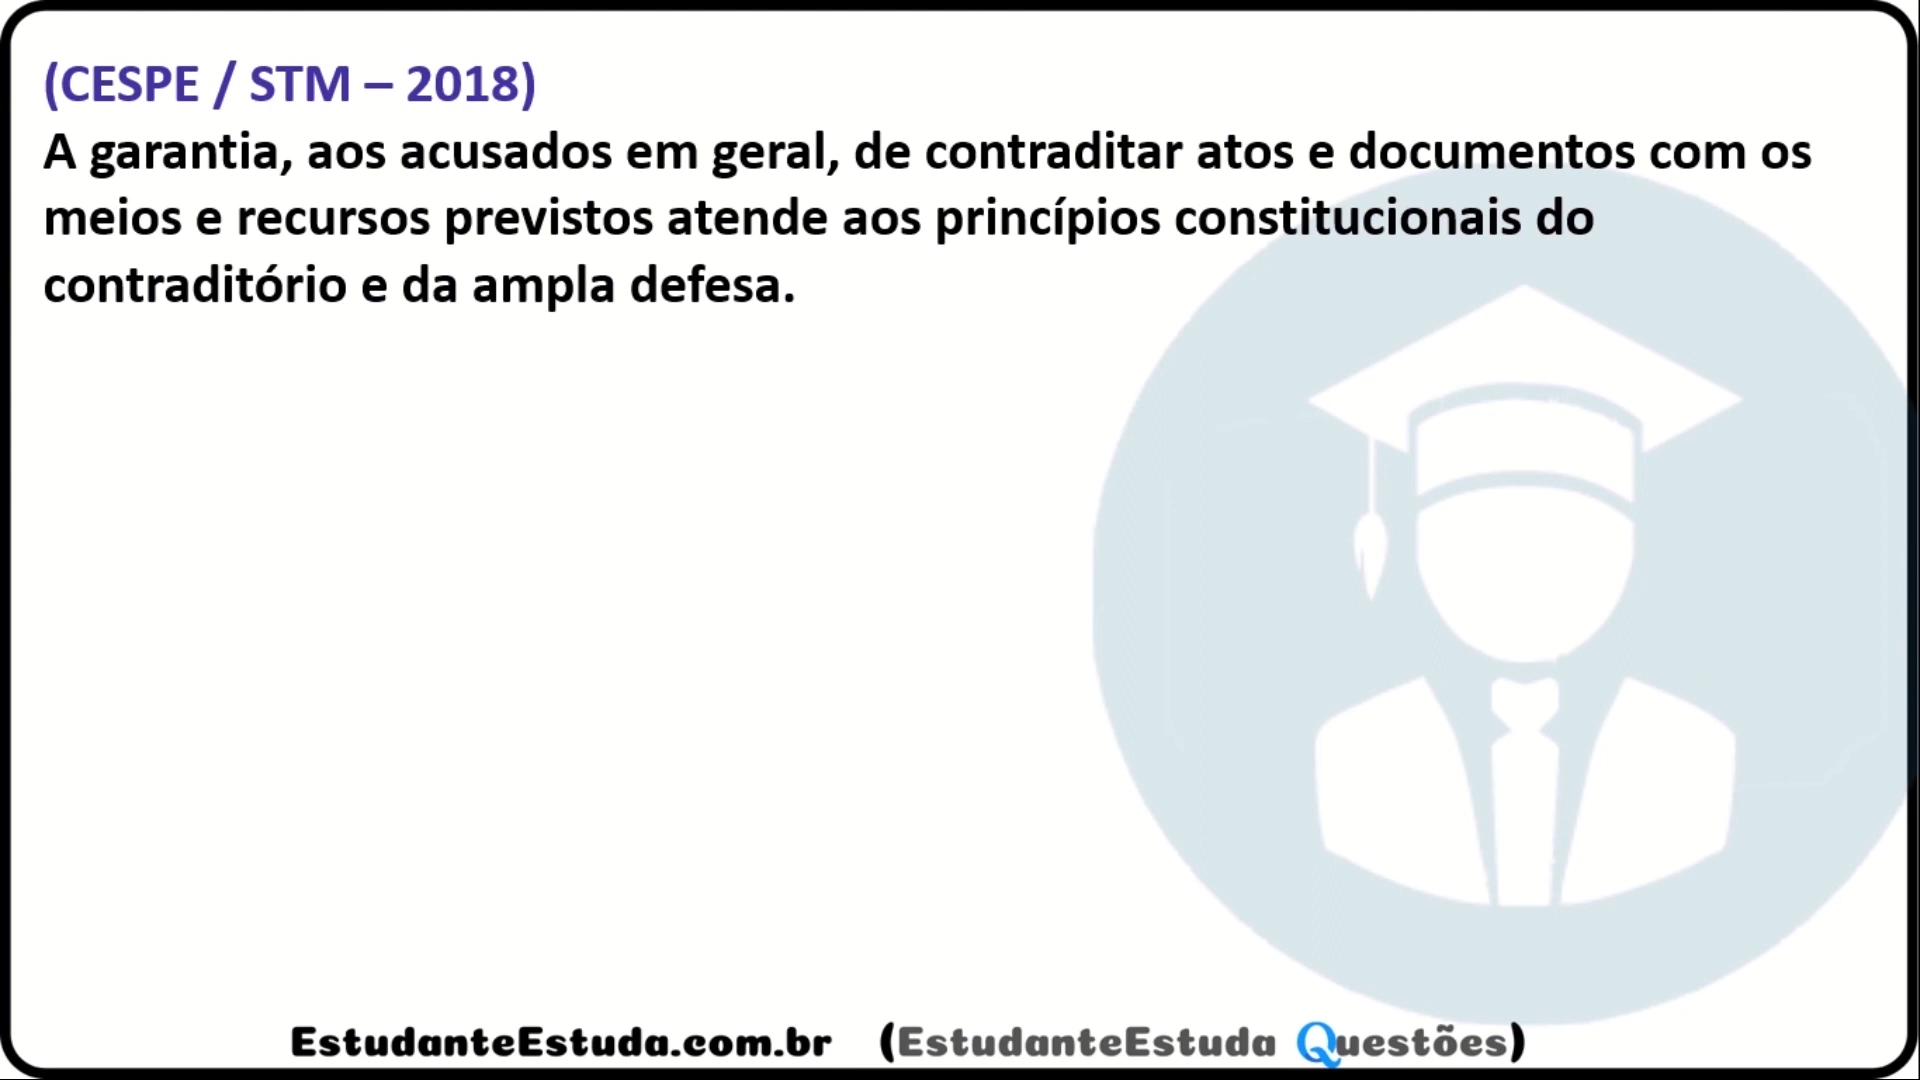 (CESPE / STM – 2018)
A garantia, aos acusados em geral, de contraditar atos e documentos com os
meios e recursos previstos atende aos princípios constitucionais do
contraditório e da ampla defesa.
EstudanteEstuda.com.br (EstudanteEstuda Questões)